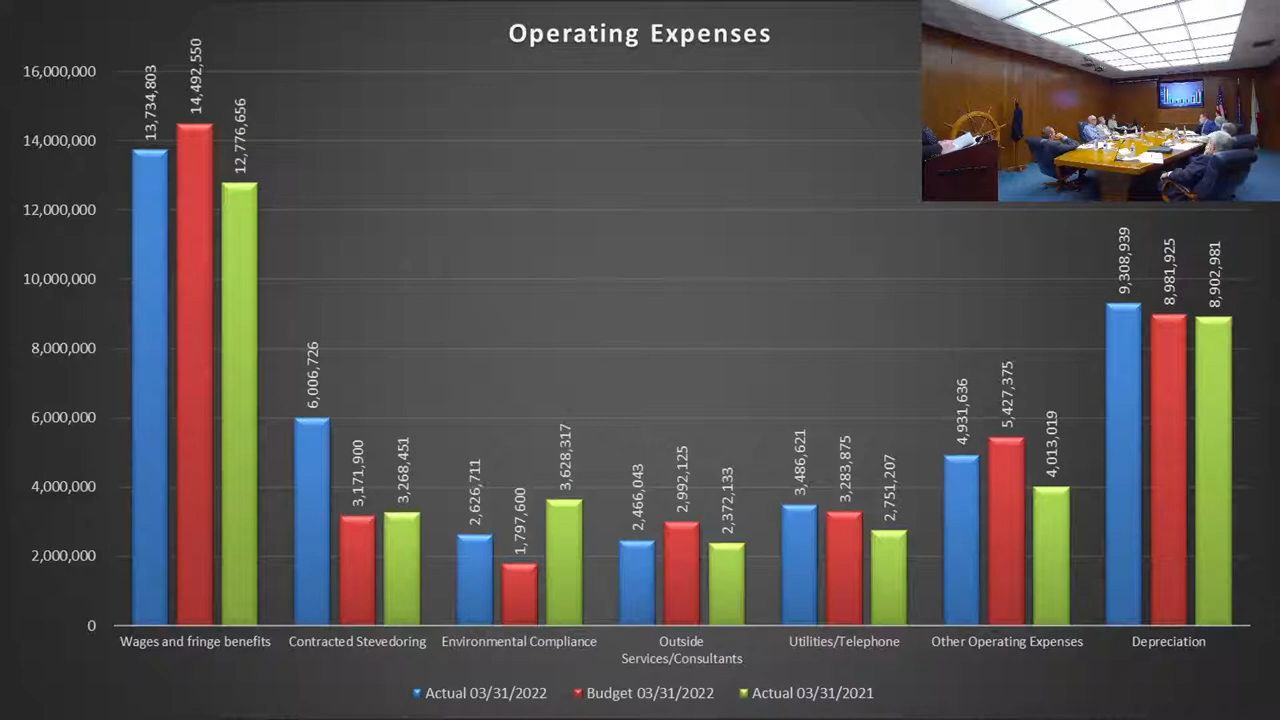 Operating Expenses
16,000,000
14,000,000
12,000,000
10,000,000
8,000,000
6,000,000
4,000,000
2,000,000
0
13,734,803
14,492,550
12,776,656
6,006,726
3,171,900
3,268,451
2,626,711
1,797,600
3,628,317
2,466,043
2,992,125
2,372,133
3,486,621
3,283,875
2,751,207
4,931,636
5,427,375
4,013,019
9,308,939
8,981,925
8,902,981
Wages and fringe benefits
Contracted Stevedoring
Environmental Compliance
Outside
Services/Consultants
Utilities/Telephone
Other Operating Expenses
Depreciation
Actual 03/31/2022
Budget 03/31/2022
Actual 03/31/2021